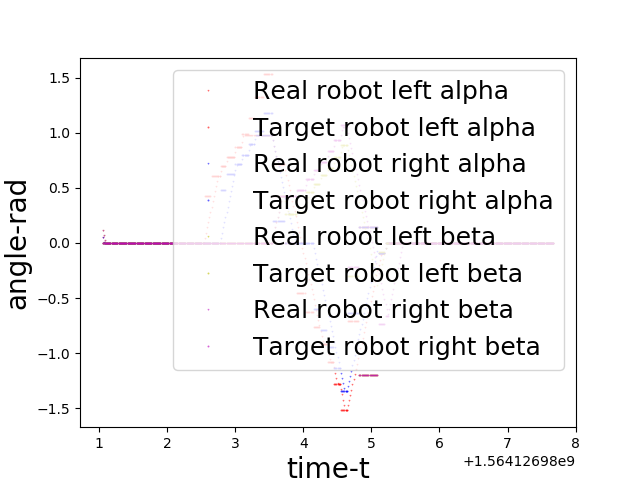 1.5
1.0
0.5
0.0
−0.5
−1.0
−1.5
angle-rad
Real robot left alpha
Target robot left alpha
Real robot right alpha
Target robot right alpha
Real robot left beta
Target robot left beta
Real robot right beta
Target robot right beta
1 2 3 4 5 6 7 8
time-t
+1.56412698e9